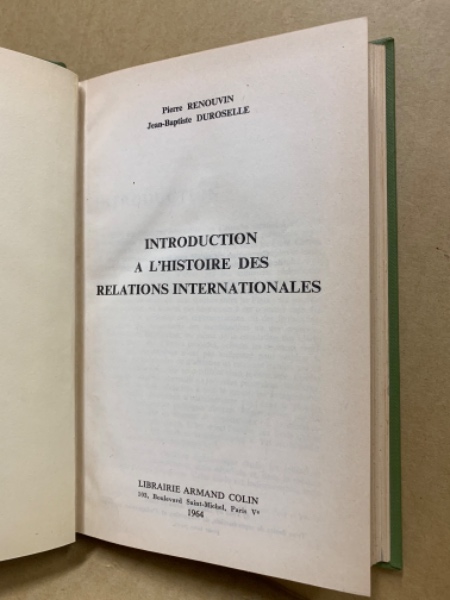 Pierre RENOUVIN
Jean-Baptiste DUROSELLE
INTRODUCTION
A L'HISTOIRE DES
RELATIONS INTERNATIONALES
LIBRAIRIE ARMAND COLIN
103, Boulevard Saint-Michel, Paris Vᵉ
1964